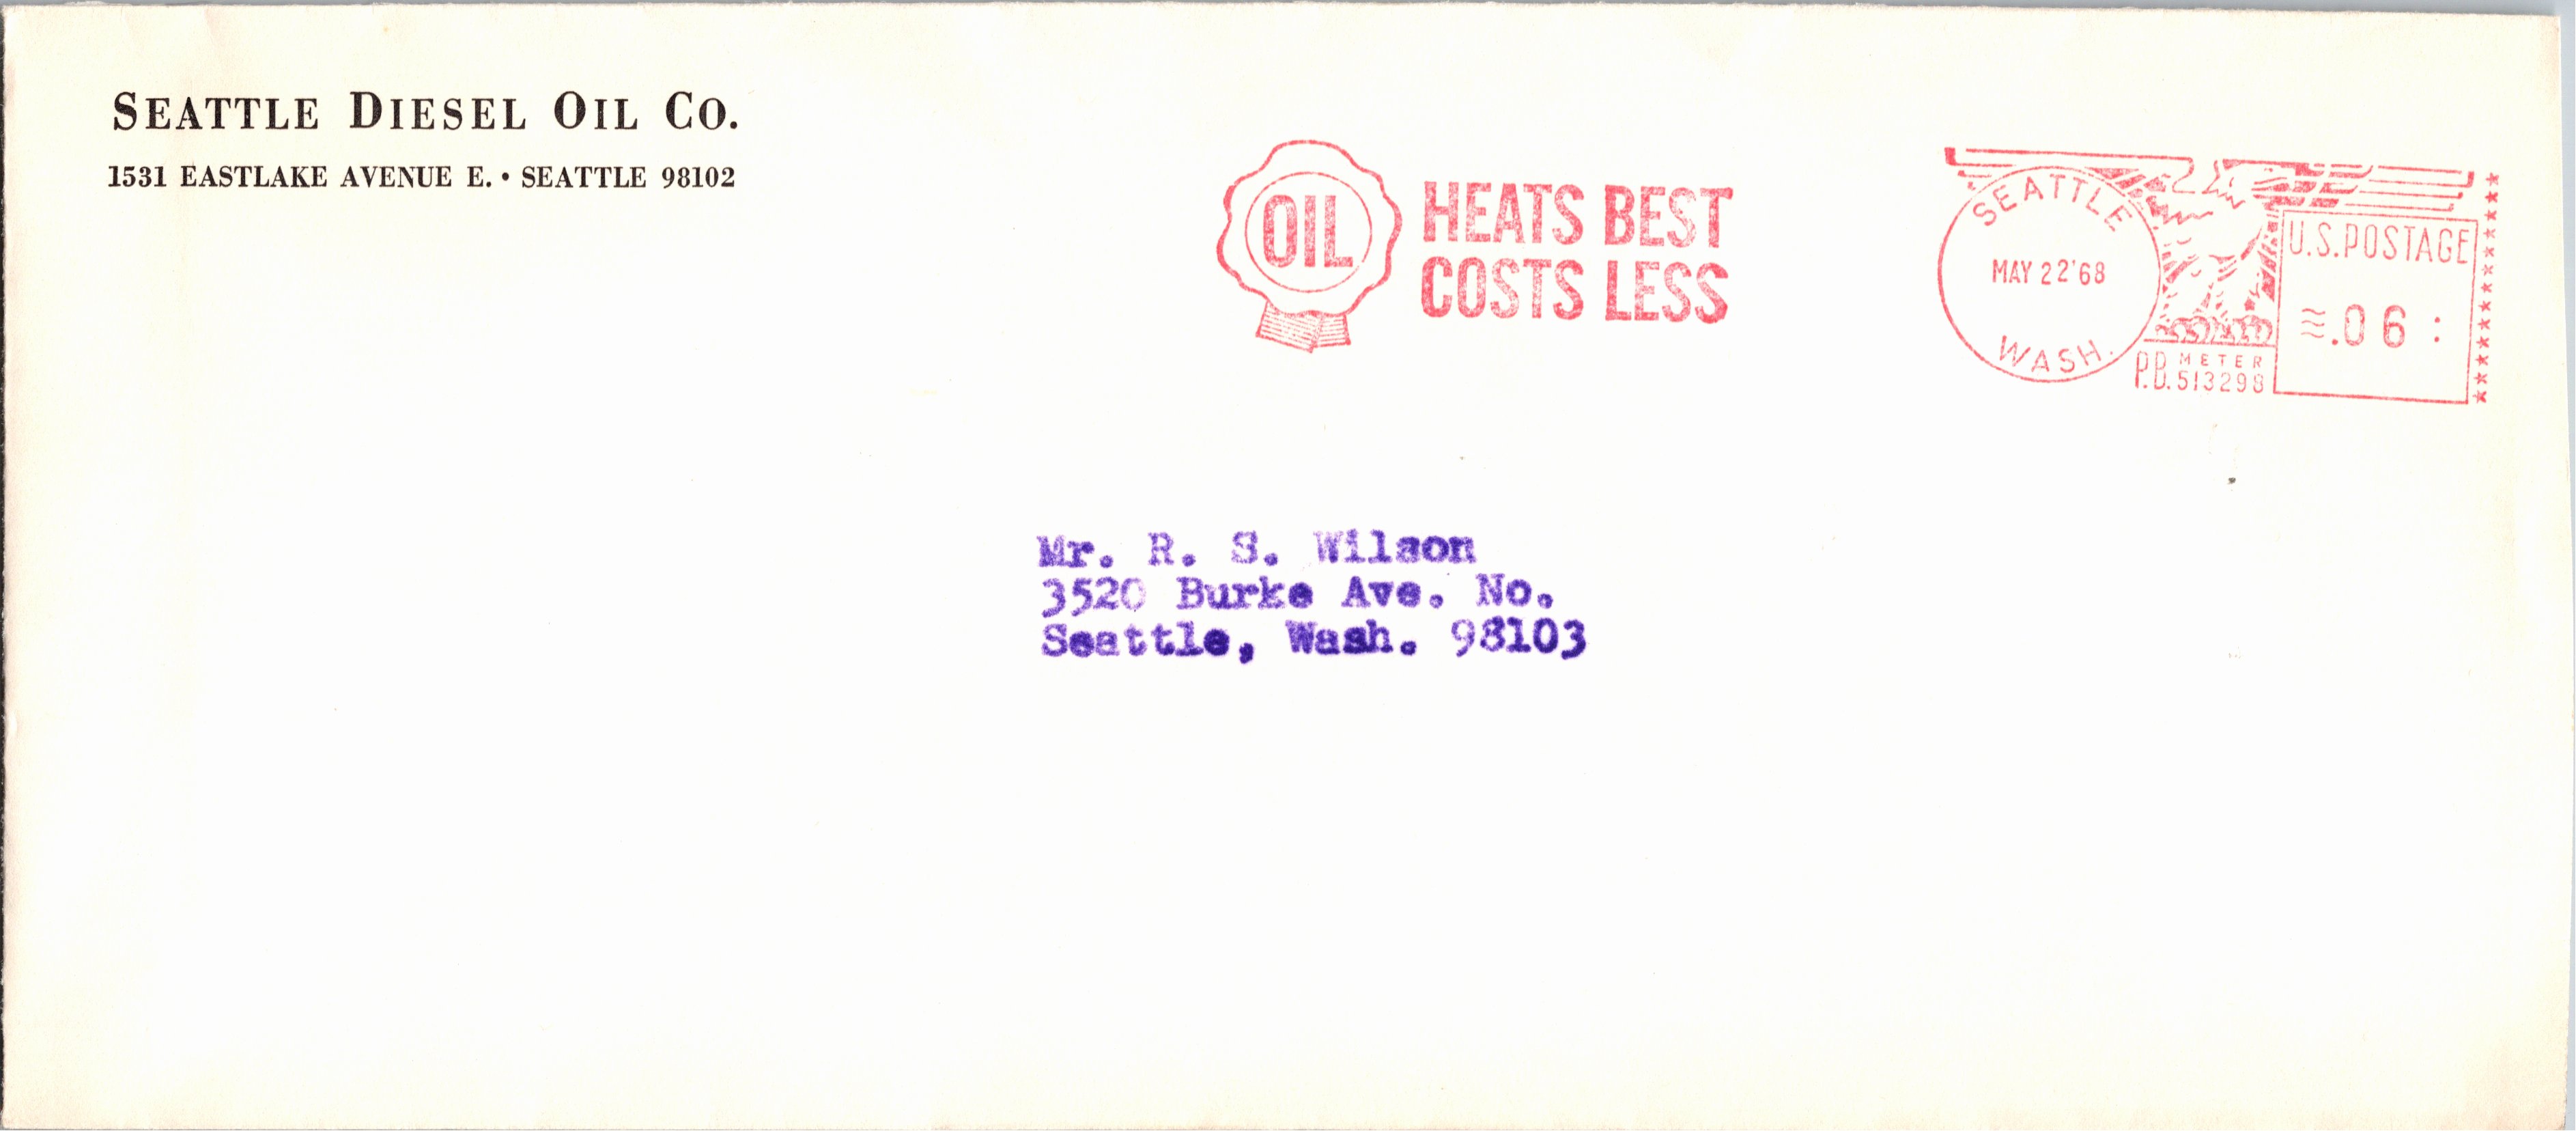 SEATTLE DIESEL OIL CO.
1531 EASTLAKE AVENUE E. • SEATTLE 98102
OIL
HEATS BEST
COSTS LESS
SEATTLE
MAY 22 '68
WASH.
P.B. METER
513298
U.S. POSTAGE
≋.06:
Mr. R. S. Wilson
3520 Burke Ave. No.
Seattle, Wash. 98103